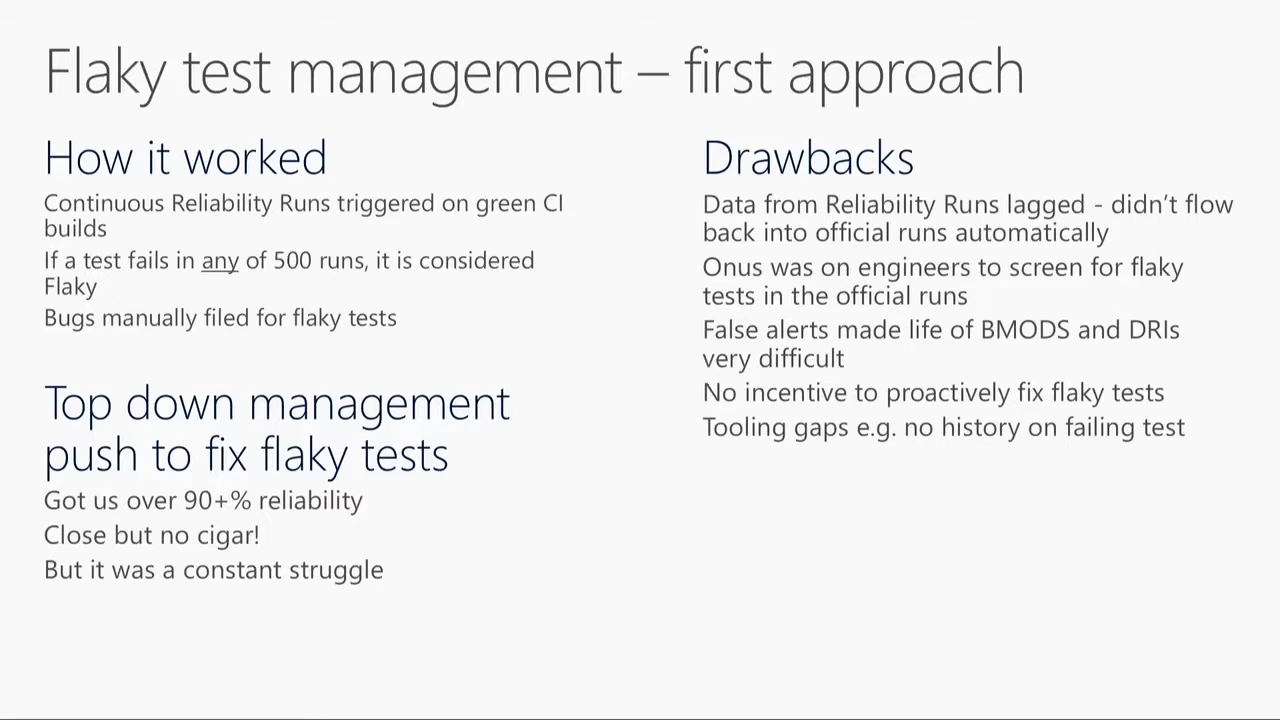 Flaky test management – first approach
How it worked
Continuous Reliability Runs triggered on green CI
builds
If a test fails in any of 500 runs, it is considered
Flaky
Bugs manually filed for flaky tests
Top down management
push to fix flaky tests
Got us over 90+% reliability
Close but no cigar!
But it was a constant struggle
Drawbacks
Data from Reliability Runs lagged - didn’t flow
back into official runs automatically
Onus was on engineers to screen for flaky
tests in the official runs
False alerts made life of BMODS and DRIs
very difficult
No incentive to proactively fix flaky tests
Tooling gaps e.g. no history on failing test